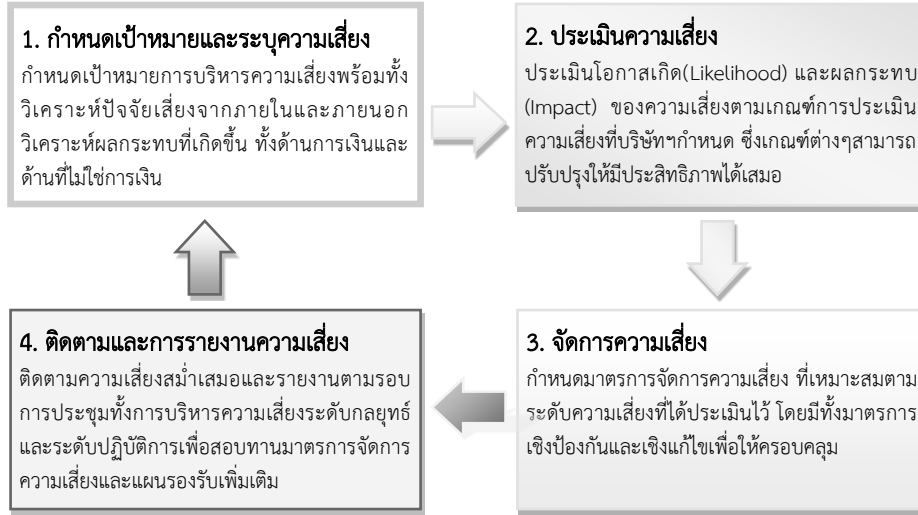 1. กำหนดเป้าหมายและระบุความเสี่ยง
กำหนดเป้าหมายการบริหารความเสี่ยงพร้อมทั้ง
วิเคราะห์ปัจจัยเสี่ยงจากภายในและภายนอก
วิเคราะห์ผลกระทบที่เกิดขึ้น ทั้งด้านการเงินและ
ด้านที่ไม่ใช่การเงิน
2. ประเมินความเสี่ยง
ประเมินโอกาสเกิด(Likelihood) และผลกระทบ
(Impact) ของความเสี่ยงตามเกณฑ์การประเมิน
ความเสี่ยงที่บริษัทฯกำหนด ซึ่งเกณฑ์ต่างๆสามารถ
ปรับปรุงให้มีประสิทธิภาพได้เสมอ
3. จัดการความเสี่ยง
กำหนดมาตรการจัดการความเสี่ยง ที่เหมาะสมตาม
ระดับความเสี่ยงที่ได้ประเมินไว้ โดยมีทั้งมาตรการ
เชิงป้องกันและเชิงแก้ไขเพื่อให้ครอบคลุม
4. ติดตามและการรายงานความเสี่ยง
ติดตามความเสี่ยงสม่ำเสมอและรายงานตามรอบ
การประชุมทั้งการบริหารความเสี่ยงระดับกลยุทธ์
และระดับปฏิบัติการเพื่อสอบทานมาตรการจัดการ
ความเสี่ยงและแผนรองรับเพิ่มเติม